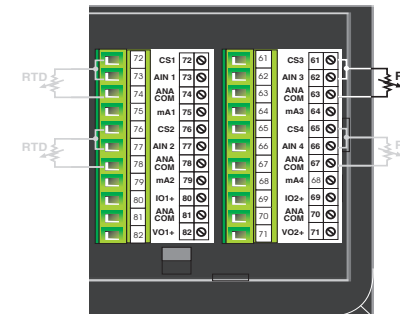 72 CS1 72 61 CS3 61
RTD 73 AIN 1 73 62 AIN 3 62 R
74 ANA COM 74 63 ANA COM 63
75 mA1 75 64 mA3 64
76 CS2 76 65 CS4 65
RTD 77 AIN 2 77 66 AIN 4 66 R
78 ANA COM 78 67 ANA COM 67
79 mA2 79 68 mA4 68
80 IO1+ 80 69 IO2+ 69
81 ANA COM 81 70 ANA COM 70
82 VO1+ 82 71 VO2+ 71